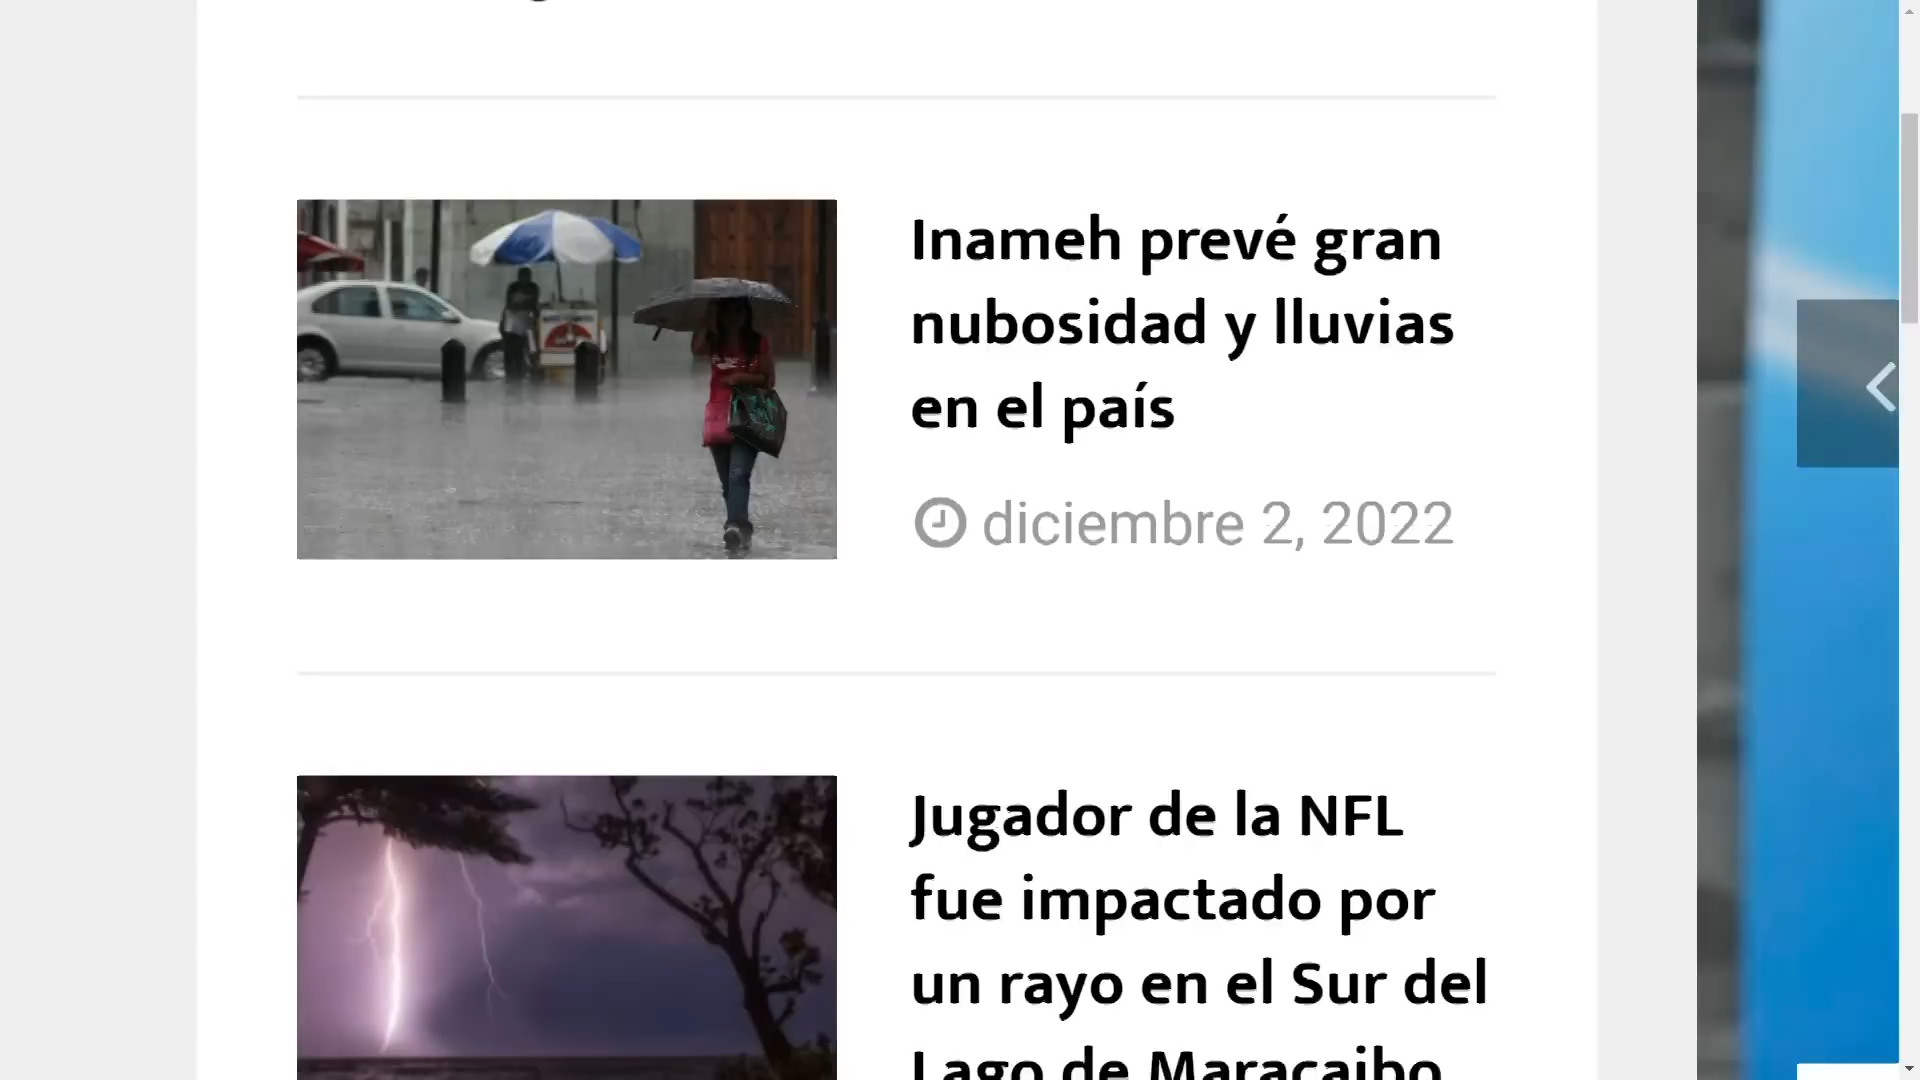 Inameh prevé gran
nubosidad y lluvias
en el país
diciembre 2, 2022
Jugador de la NFL
fue impactado por
un rayo en el Sur del
Lago de Maracaibo